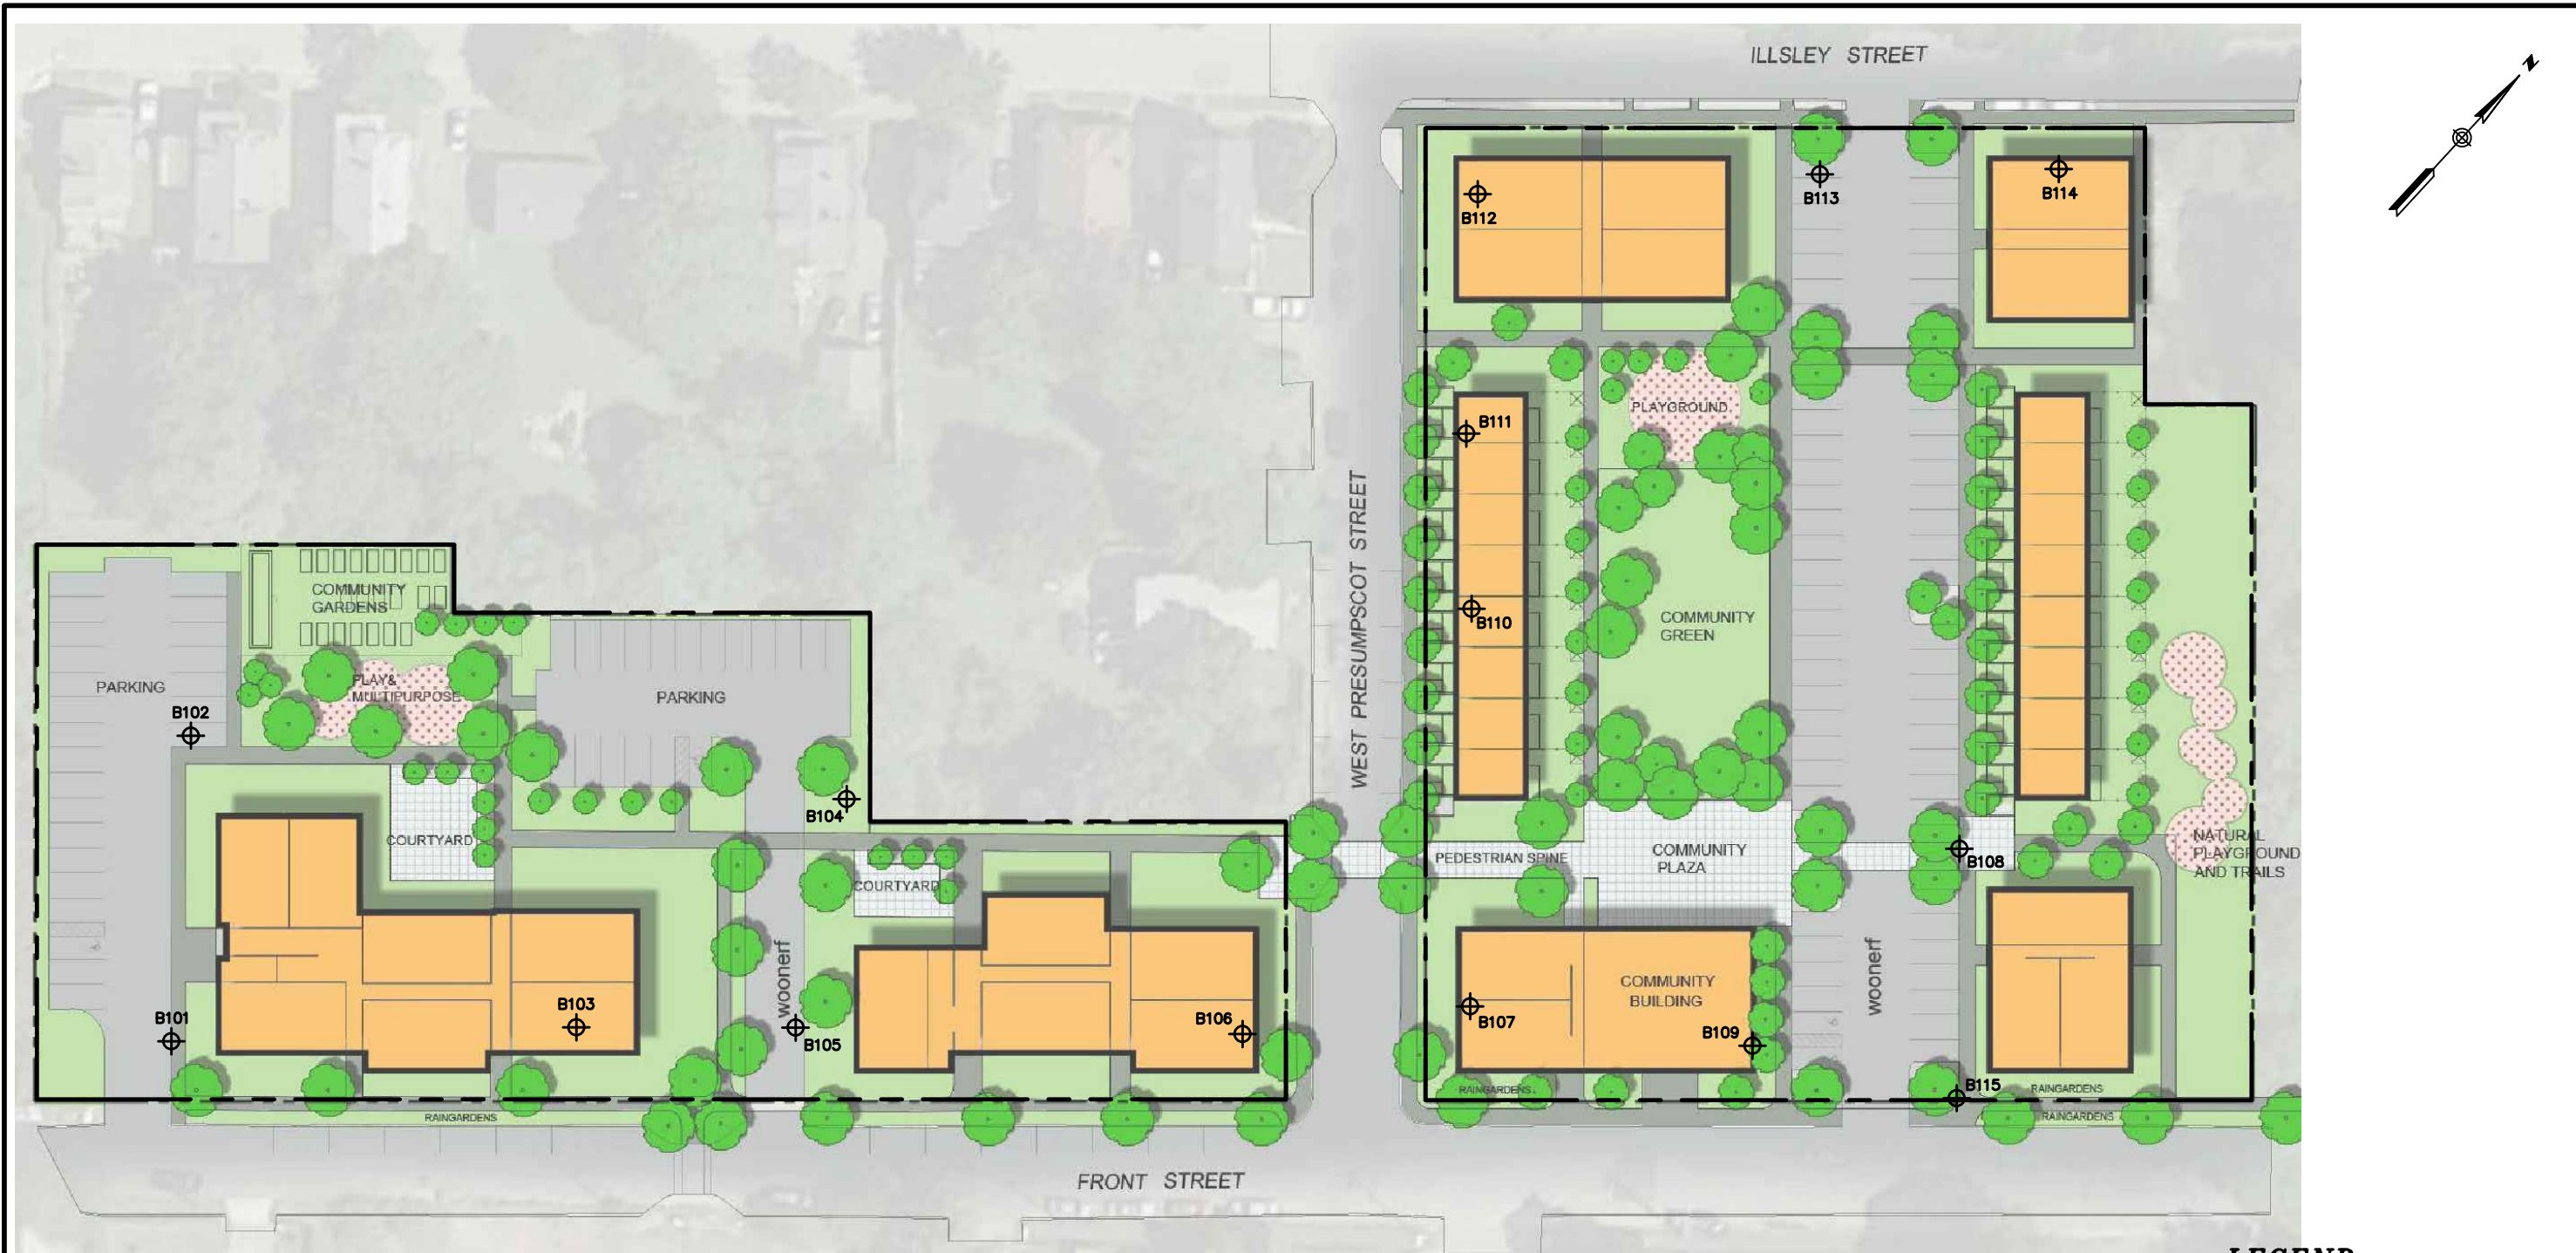 ILLSLEY STREET
N
B112
B113
B114
B111
PLAYGROUND
WEST PRESUMPSCOT STREET
B110
COMMUNITY
GREEN
COMMUNITY
GARDENS
PLAY&
MULTIPURPOSE
PARKING
PARKING
B102
B104
COURTYARD
COURTYARD
PEDESTRIAN SPINE
COMMUNITY
PLAZA
B108
NATURAL
PLAYGROUND
AND TRAILS
woonerf
woonerf
COMMUNITY
BUILDING
B101
B103
B105
B106
B107
B109
B115
RAINGARDENS
RAINGARDENS
RAINGARDENS
RAINGARDENS
FRONT STREET
LEGEND